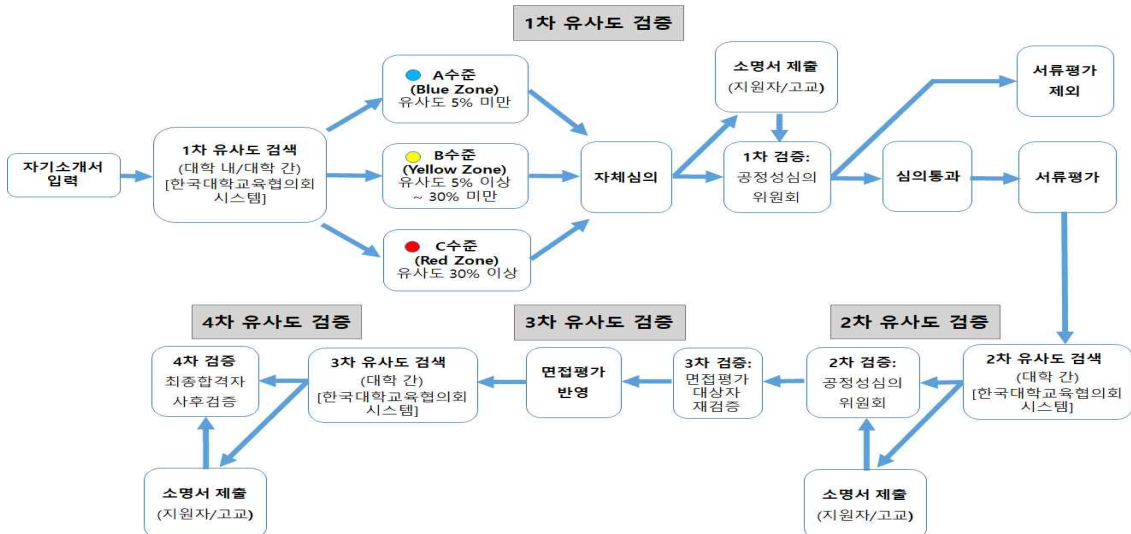 1차 유사도 검증
자기소개서
입력
1차 유사도 검색
(대학 내/대학 간)
[한국대학교육협의회
시스템]
A수준
(Blue Zone)
유사도 5% 미만
B수준
(Yellow Zone)
유사도 5% 이상
~ 30% 미만
C수준
(Red Zone)
유사도 30% 이상
자체심의
소명서 제출
(지원자/고교)
1차 검증:
공정성심의
위원회
심의통과
서류평가
제외
서류평가
2차 유사도 검증
2차 유사도 검색
(대학 간)
[한국대학교육협의회
시스템]
2차 검증:
공정성심의
위원회
소명서 제출
(지원자/고교)
3차 유사도 검증
3차 검증:
면접평가
대상자
재검증
면접평가
반영
4차 유사도 검증
3차 유사도 검색
(대학 간)
[한국대학교육협의회
시스템]
4차 검증
최종합격자
사후검증
소명서 제출
(지원자/고교)